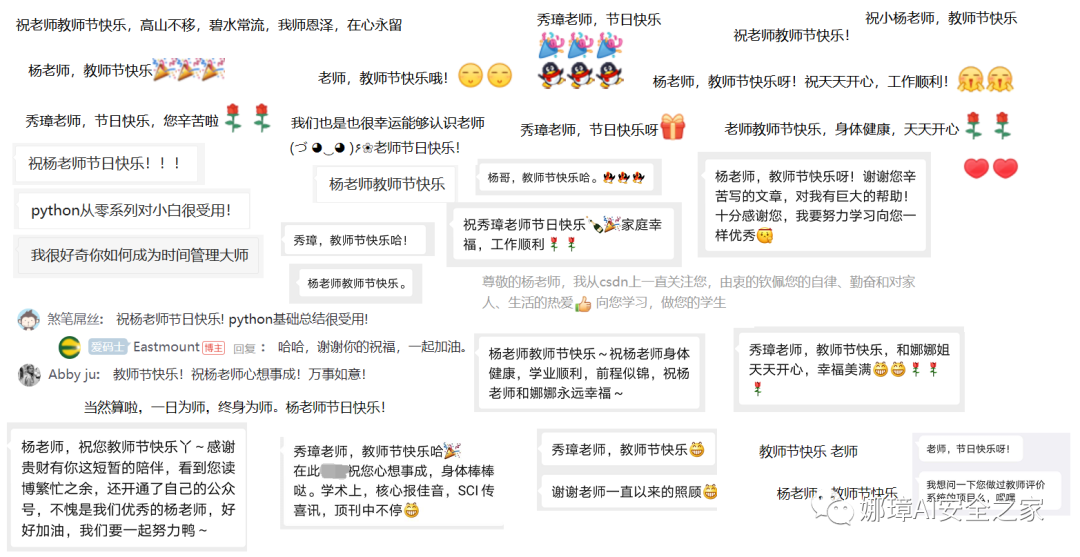 祝老师教师节快乐，高山不移，碧水常流，我师恩泽，在心永留
秀璋老师，节日快乐
祝小杨老师，教师节快乐
祝老师教师节快乐！
杨老师，教师节快乐
老师，教师节快乐哦！
杨老师，教师节快乐呀！祝天天开心，工作顺利！
秀璋老师，节日快乐，您辛苦啦
我们也是也很幸运能够认识老师
(づ ◕‿◕ )۶❀老师节日快乐！
秀璋老师，节日快乐呀
老师教师节快乐，身体健康，天天开心
祝杨老师节日快乐！！！
杨老师教师节快乐
杨哥，教师节快乐哈。
杨老师，教师节快乐呀！谢谢您辛
苦写的文章，对我有巨大的帮助！
十分感谢您，我要努力学习向您一
样优秀
python从零系列对小白很受用！
秀璋，教师节快乐哈！
祝秀璋老师节日快乐家庭幸
福，工作顺利
我很好奇你如何成为时间管理大师
杨老师教师节快乐。
尊敬的杨老师，我从csdn上一直关注您，由衷的钦佩您的自律、勤奋和对家
人、生活的热爱 向您学习，做您的学生
煞笔屌丝： 祝杨老师节日快乐! python基础总结很受用!
爱码士 Eastmount 博主 回复： 哈哈，谢谢你的祝福，一起加油。
Abby ju： 教师节快乐！祝杨老师心想事成！万事如意！
当然算啦，一日为师，终身为师。杨老师节日快乐！
杨老师教师节快乐～祝杨老师身体
健康，学业顺利，前程似锦，祝杨
老师和娜娜永远幸福～
秀璋老师，教师节快乐，和娜娜姐
天天开心，幸福美满
杨老师，祝您教师节快乐丫～感谢
贵财有你这短暂的陪伴，看到您读
博繁忙之余，还开通了自己的公众
号，不愧是我们优秀的杨老师，好
好加油，我们要一起努力鸭～
秀璋老师，教师节快乐哈
在此 祝您心想事成，身体棒棒
哒。学术上，核心报佳音，SCI 传
喜讯，顶刊中不停
秀璋老师，教师节快乐
谢谢老师一直以来的照顾
教师节快乐 老师
杨老师，教师节快乐
老师，节日快乐呀！
我想问一下您做过教师评价
系统的项目么，嘿嘿
娜璋AI安全之家